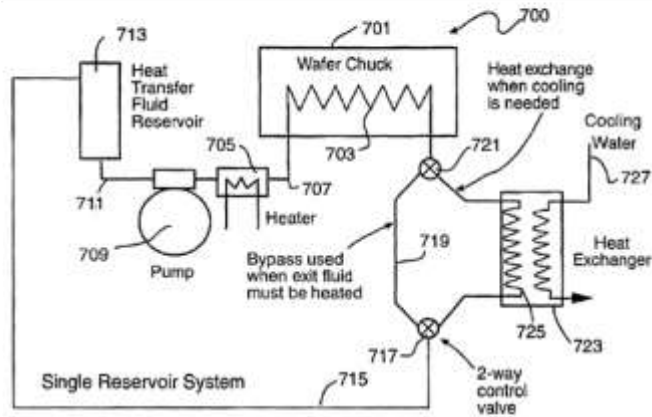 700
701
713
Wafer Chuck
Heat
Transfer
Fluid
Reservoir
Heat exchange
when cooling
is needed
Cooling
Water
705
703
721
727
711
707
Heater
709
Pump
719
Bypass used
when exit fluid
must be heated
Heat
Exchanger
725
723
717
2-way
control
valve
Single Reservoir System
715